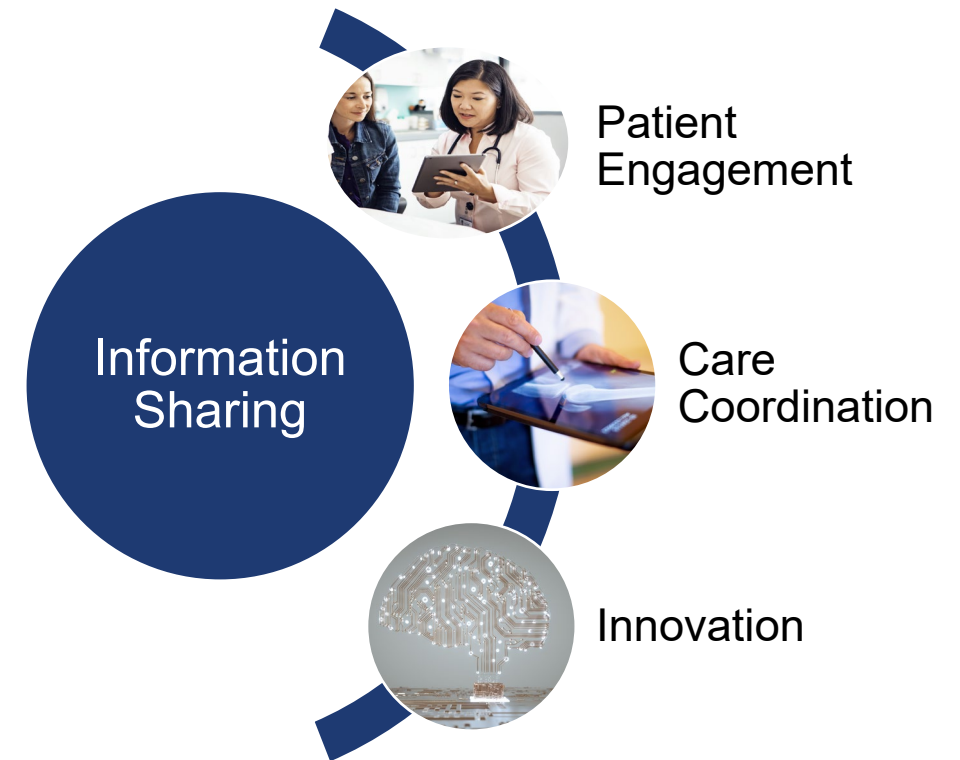 Patient
Engagement
Information
Sharing
Care
Coordination
Innovation